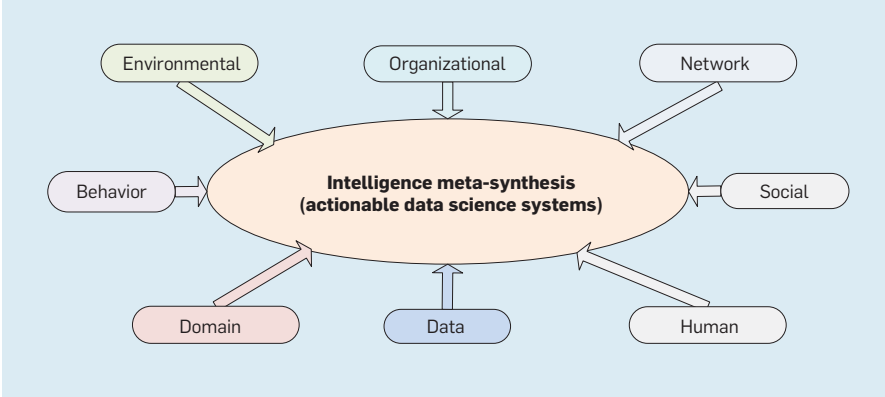 Environmental
Organizational
Network
Behavior
Intelligence meta-synthesis
(actionable data science systems)
Social
Domain
Data
Human